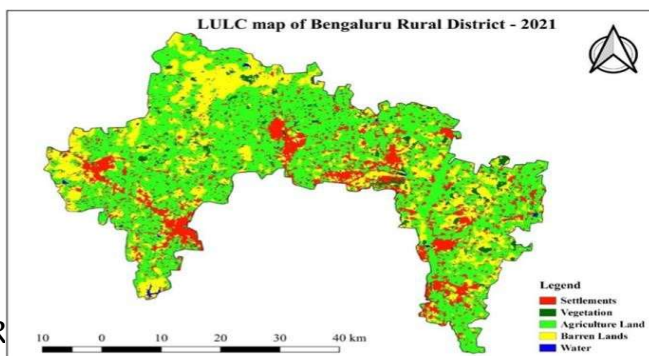 LULC map of Bengaluru Rural District - 2021
Legend
Settlements
Vegetation
Agriculture Land
Barren Lands
Water
R
10 0 10 20 30 40 km